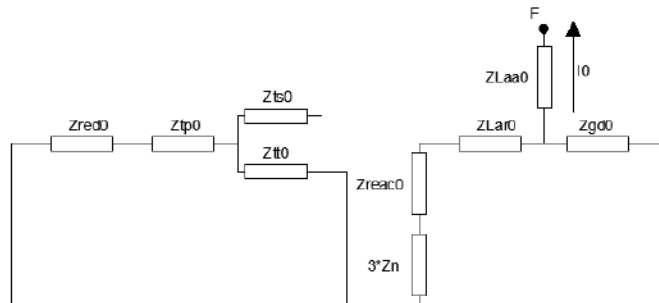 F
ZLaa0
I0
Zts0
Zred0
Ztp0
ZLar0
Zgd0
Ztt0
Zreac0
3*Zn